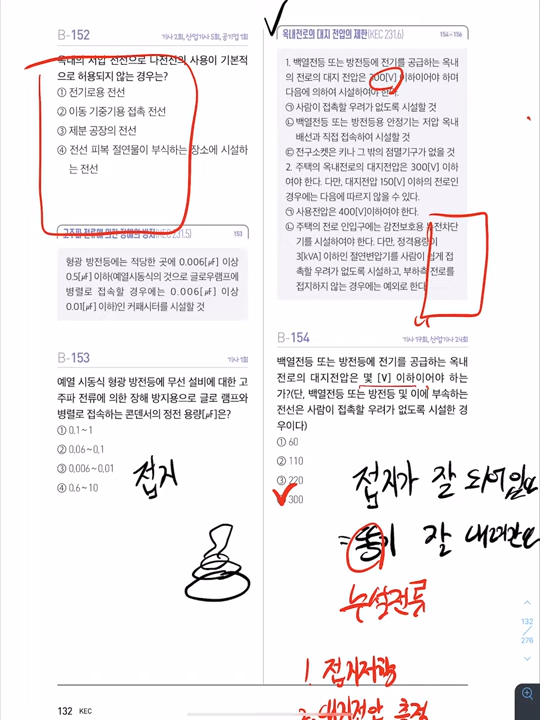 B-152
기사 2회, 산업기사 5회, 공기업 1회
옥내의 저압 전선으로 나전선의 사용이 기본적
으로 허용되지 않는 경우는?
① 전기로용 전선
② 이동 기중기용 접촉 전선
③ 제분 공장의 전선
④ 전선 피복 절연물이 부식하는 장소에 시설하
는 전선
고주파 전류에 의한 장해의 방지(KEC 231.5)
153
형광 방전등에는 적당한 곳에 0.006[㎌] 이상
0.5[㎌] 이하(예열시동식의 것으로 글로우램프에
병렬로 접속할 경우에는 0.006[㎌] 이상
0.01[㎌] 이하)인 커패시터를 시설할 것
B-153
기사 1회
예열 시동식 형광 방전등에 무선 설비에 대한 고
주파 전류에 의한 장해 방지용으로 글로 램프와
병렬로 접속하는 콘덴서의 정전 용량[㎌]은?
① 0.1~1
② 0.06~0.1
③ 0.006~0.01
④ 0.6~10
접지
132 KEC
옥내전로의 대지 전압의 제한(KEC 231.6)
154~156
1. 백열전등 또는 방전등에 전기를 공급하는 옥내
의 전로의 대지 전압은 300[V] 이하이어야 하며
다음에 의하여 시설하여야 한다.
㉠ 사람이 접촉할 우려가 없도록 시설할 것
㉡ 백열전등 또는 방전등용 안정기는 저압 옥내
배선과 직접 접속하여 시설할 것
㉢ 전구소켓은 키나 그 밖의 점멸기구가 없을 것
2. 주택의 옥내전로의 대지전압은 300[V] 이하
여야 한다. 다만, 대지전압 150[V] 이하의 전로인
경우에는 다음에 따르지 않을 수 있다.
㉠ 사용전압은 400[V]이하여야 한다.
㉡ 주택의 전로 인입구에는 감전보호용 누전차단
기를 시설하여야 한다. 다만, 정격용량이
3[kVA] 이하인 절연변압기를 사람이 쉽게 접
촉할 우려가 없도록 시설하고, 부하측 전로를
접지하지 않는 경우에는 예외로 한다
B-154
기사 19회, 산업기사 24회
백열전등 또는 방전등에 전기를 공급하는 옥내
전로의 대지전압은 몇 [V] 이하이어야 하는
가?(단, 백열전등 또는 방전등 및 이에 부속하는
전선은 사람이 접촉할 우려가 없도록 시설한 경
우이다)
① 60
② 110
③ 220
300
접지가 잘 되어있으
= 똥이 잘 내려간다
누설전류
1. 접지저항
2. 대지전압 측정
132
276